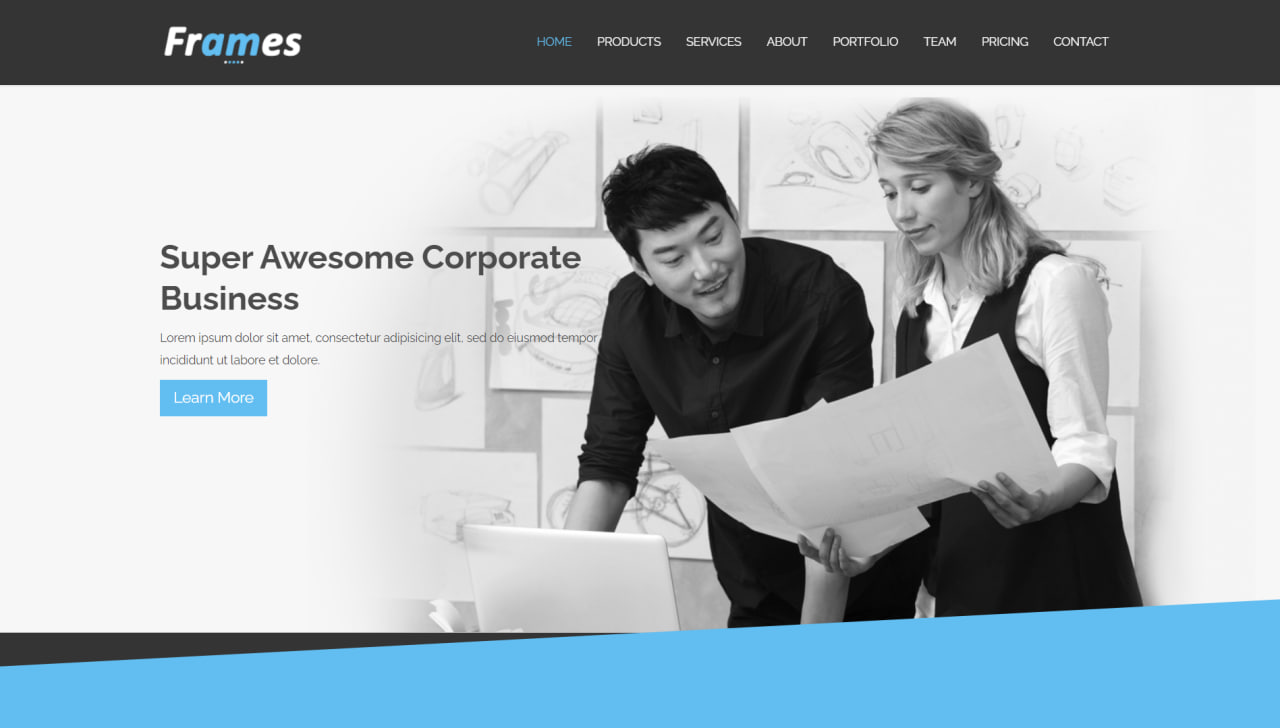 Frames
HOME PRODUCTS SERVICES ABOUT PORTFOLIO TEAM PRICING CONTACT
Super Awesome Corporate
Business
Lorem ipsum dolor sit amet, consectetur adipisicing elit, sed do eiusmod tempor
incididunt ut labore et dolore.
Learn More